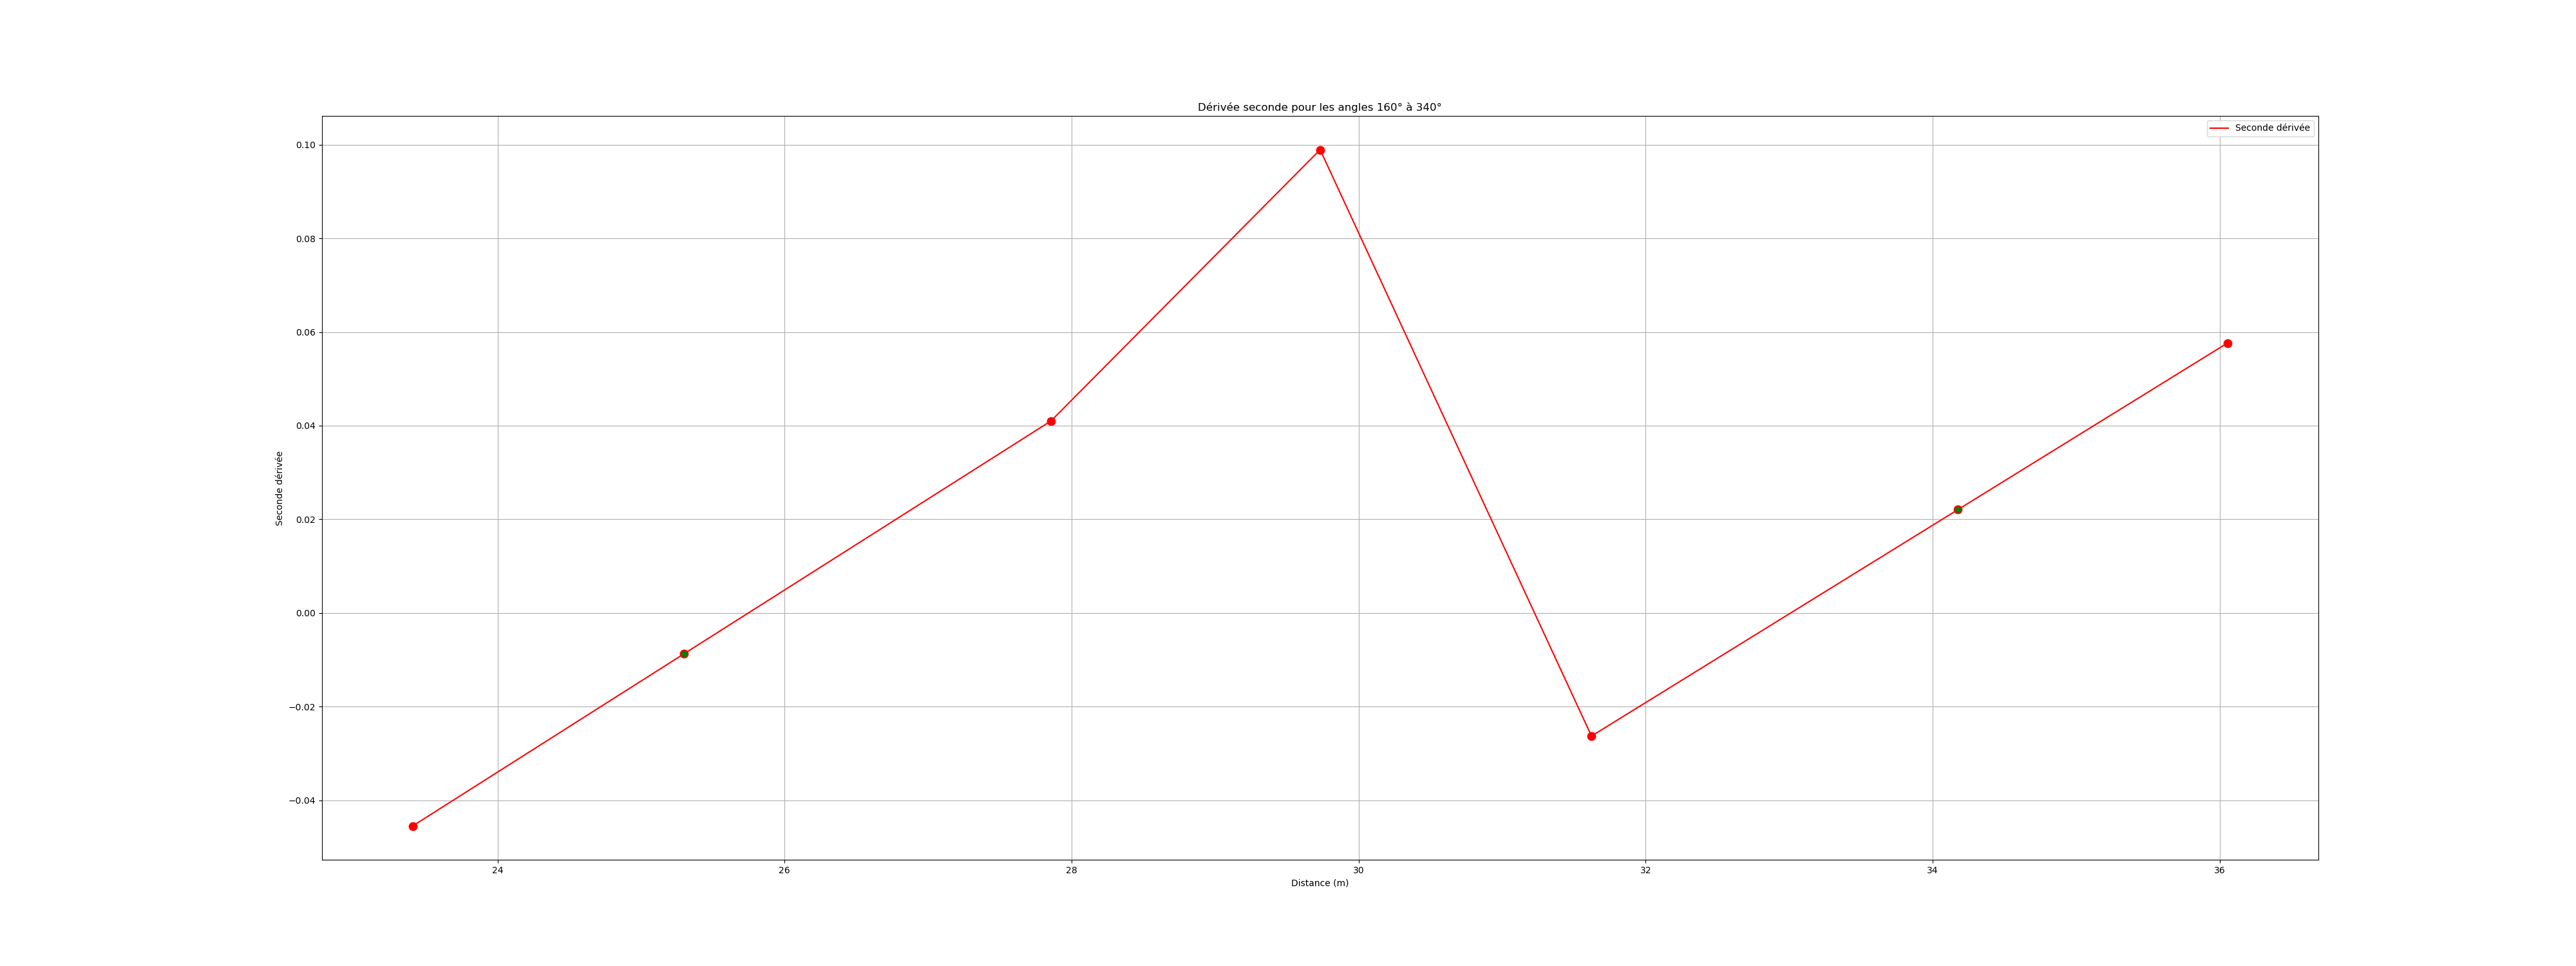 Dérivée seconde pour les angles 160° à 340°
Seconde dérivée
0.10
0.08
0.06
0.04
0.02
0.00
−0.02
−0.04
Seconde dérivée
24 26 28 30 32 34 36
Distance (m)